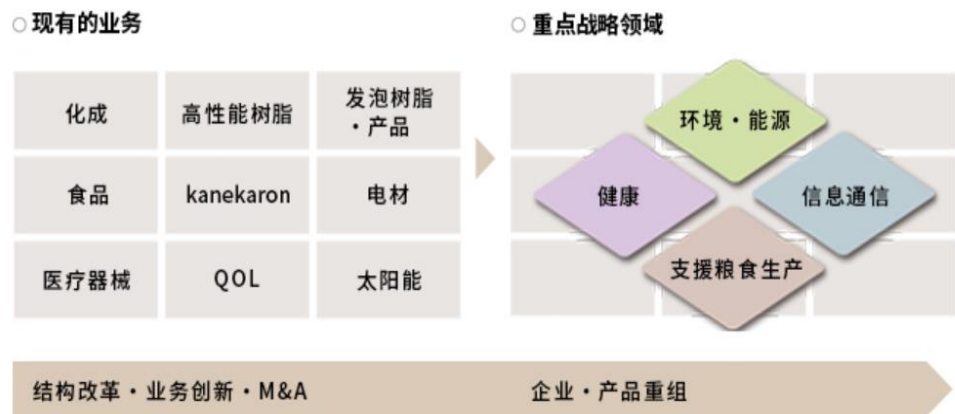 现有的业务
重点战略领域
化成
高性能树脂
发泡树脂
・产品
食品
kanekaron
电材
医疗器械
QOL
太阳能
环境・能源
健康
信息通信
支援粮食生产
结构改革・业务创新・M&A
企业・产品重组